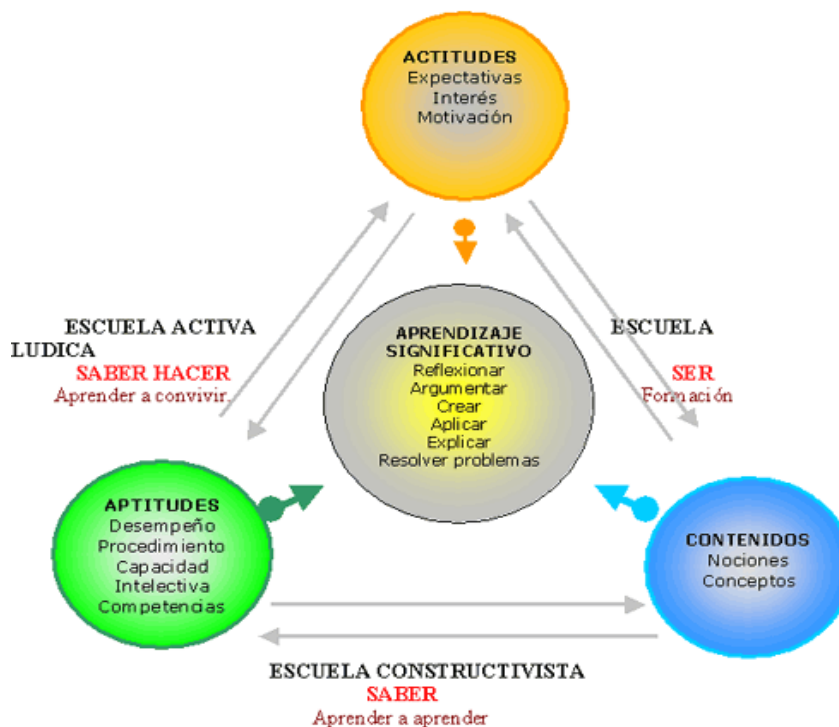 ACTITUDES
Expectativas
Interés
Motivación
ESCUELA ACTIVA
LUDICA
SABER HACER
Aprender a convivir.
APRENDIZAJE
SIGNIFICATIVO
Reflexionar
Argumentar
Crear
Aplicar
Explicar
Resolver problemas
ESCUELA
SER
Formación
APTITUDES
Desempeño
Procedimiento
Capacidad
Intelectiva
Competencias
CONTENIDOS
Nociones
Conceptos
ESCUELA CONSTRUCTIVISTA
SABER
Aprender a aprender